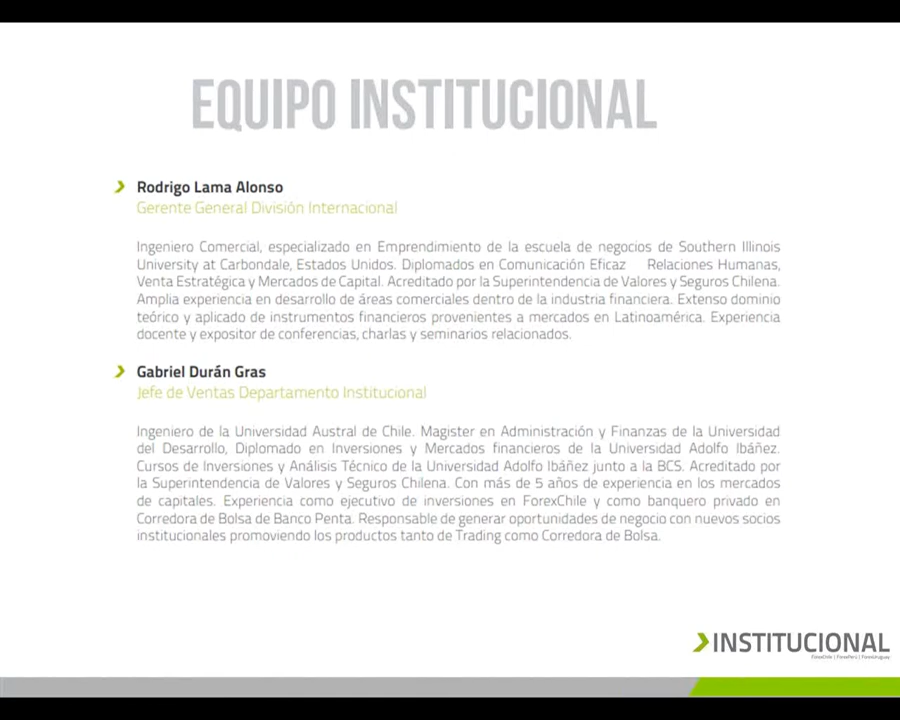 EQUIPO INSTITUCIONAL
Rodrigo Lama Alonso
Gerente General División Internacional
Ingeniero Comercial, especializado en Emprendimiento de la escuela de negocios de Southern Illinois
University at Carbondale, Estados Unidos. Diplomados en Comunicación Eficaz Relaciones Humanas,
Venta Estratégica y Mercados de Capital. Acreditado por la Superintendencia de Valores y Seguros Chilena.
Amplia experiencia en desarrollo de áreas comerciales dentro de la industria financiera. Extenso dominio
teórico y aplicado de instrumentos financieros provenientes a mercados en Latinoamérica. Experiencia
docente y expositor de conferencias, charlas y seminarios relacionados.
Gabriel Durán Gras
Jefe de Ventas Departamento Institucional
Ingeniero de la Universidad Austral de Chile. Magister en Administración y Finanzas de la Universidad
del Desarrollo, Diplomado en Inversiones y Mercados financieros de la Universidad Adolfo Ibáñez.
Cursos de Inversiones y Análisis Técnico de la Universidad Adolfo Ibáñez junto a la BCS. Acreditado por
la Superintendencia de Valores y Seguros Chilena. Con más de 5 años de experiencia en los mercados
de capitales. Experiencia como ejecutivo de inversiones en ForexChile y como banquero privado en
Corredora de Bolsa de Banco Penta. Responsable de generar oportunidades de negocio con nuevos socios
institucionales promoviendo los productos tanto de Trading como Corredora de Bolsa.
INSTITUCIONAL
ForexChile | ForexPerú | ForexUruguay